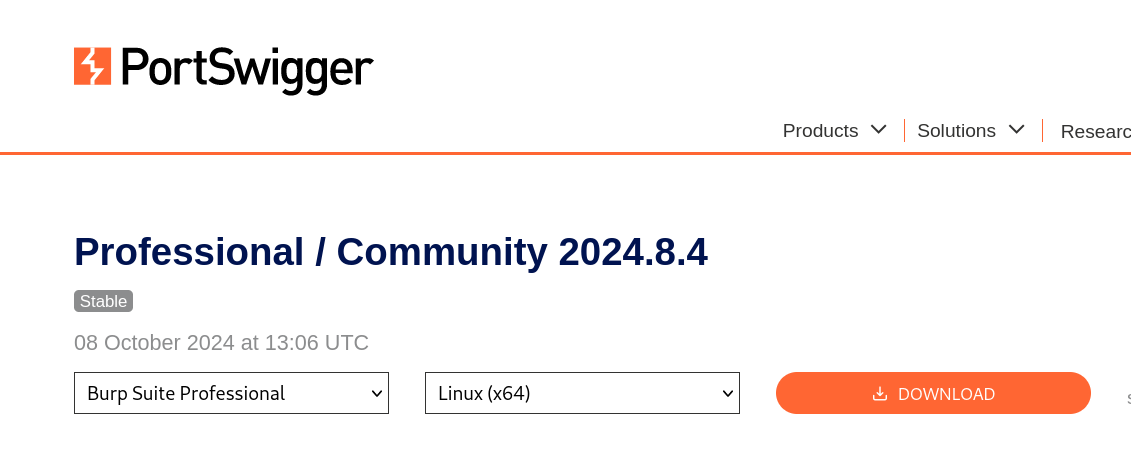 PortSwigger
Products
Solutions
Professional / Community 2024.8.4
Stable
08 October 2024 at 13:06 UTC
Burp Suite Professional
Linux (x64)
DOWNLOAD